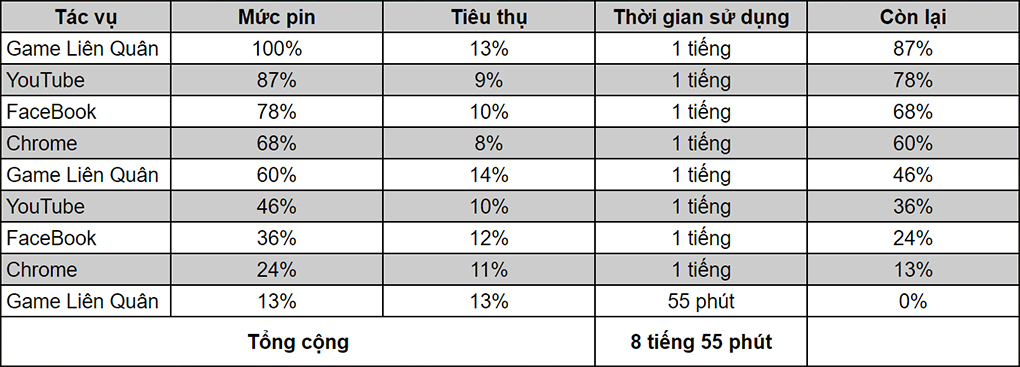 Tác vụ Mức pin Tiêu thụ Thời gian sử dụng Còn lại
Game Liên Quân 100% 13% 1 tiếng 87%
YouTube 87% 9% 1 tiếng 78%
FaceBook 78% 10% 1 tiếng 68%
Chrome 68% 8% 1 tiếng 60%
Game Liên Quân 60% 14% 1 tiếng 46%
YouTube 46% 10% 1 tiếng 36%
FaceBook 36% 12% 1 tiếng 24%
Chrome 24% 11% 1 tiếng 13%
Game Liên Quân 13% 13% 55 phút 0%
Tổng cộng 8 tiếng 55 phút